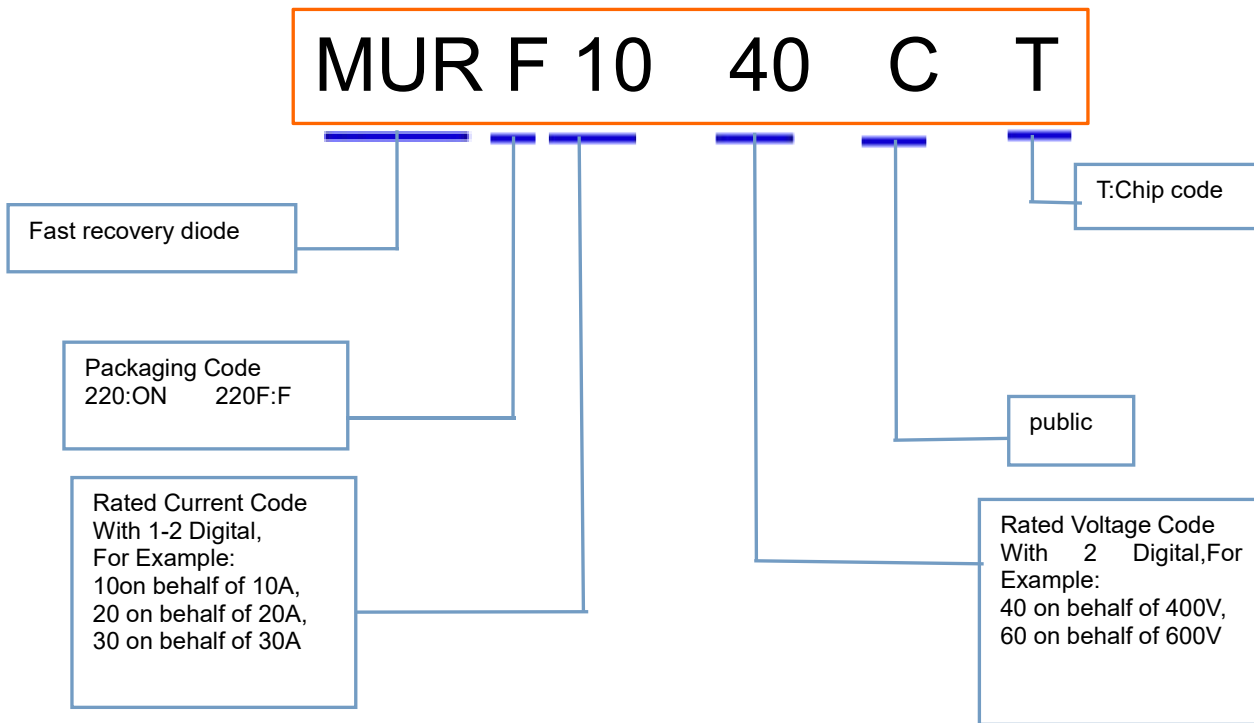 MUR F 10 40 C T
T:Chip code
Fast recovery diode
Packaging Code
220:ON 220F:F
public
Rated Current Code
With 1-2 Digital,
For Example:
10on behalf of 10A,
20 on behalf of 20A,
30 on behalf of 30A
Rated Voltage Code
With 2 Digital,For
Example:
40 on behalf of 400V,
60 on behalf of 600V